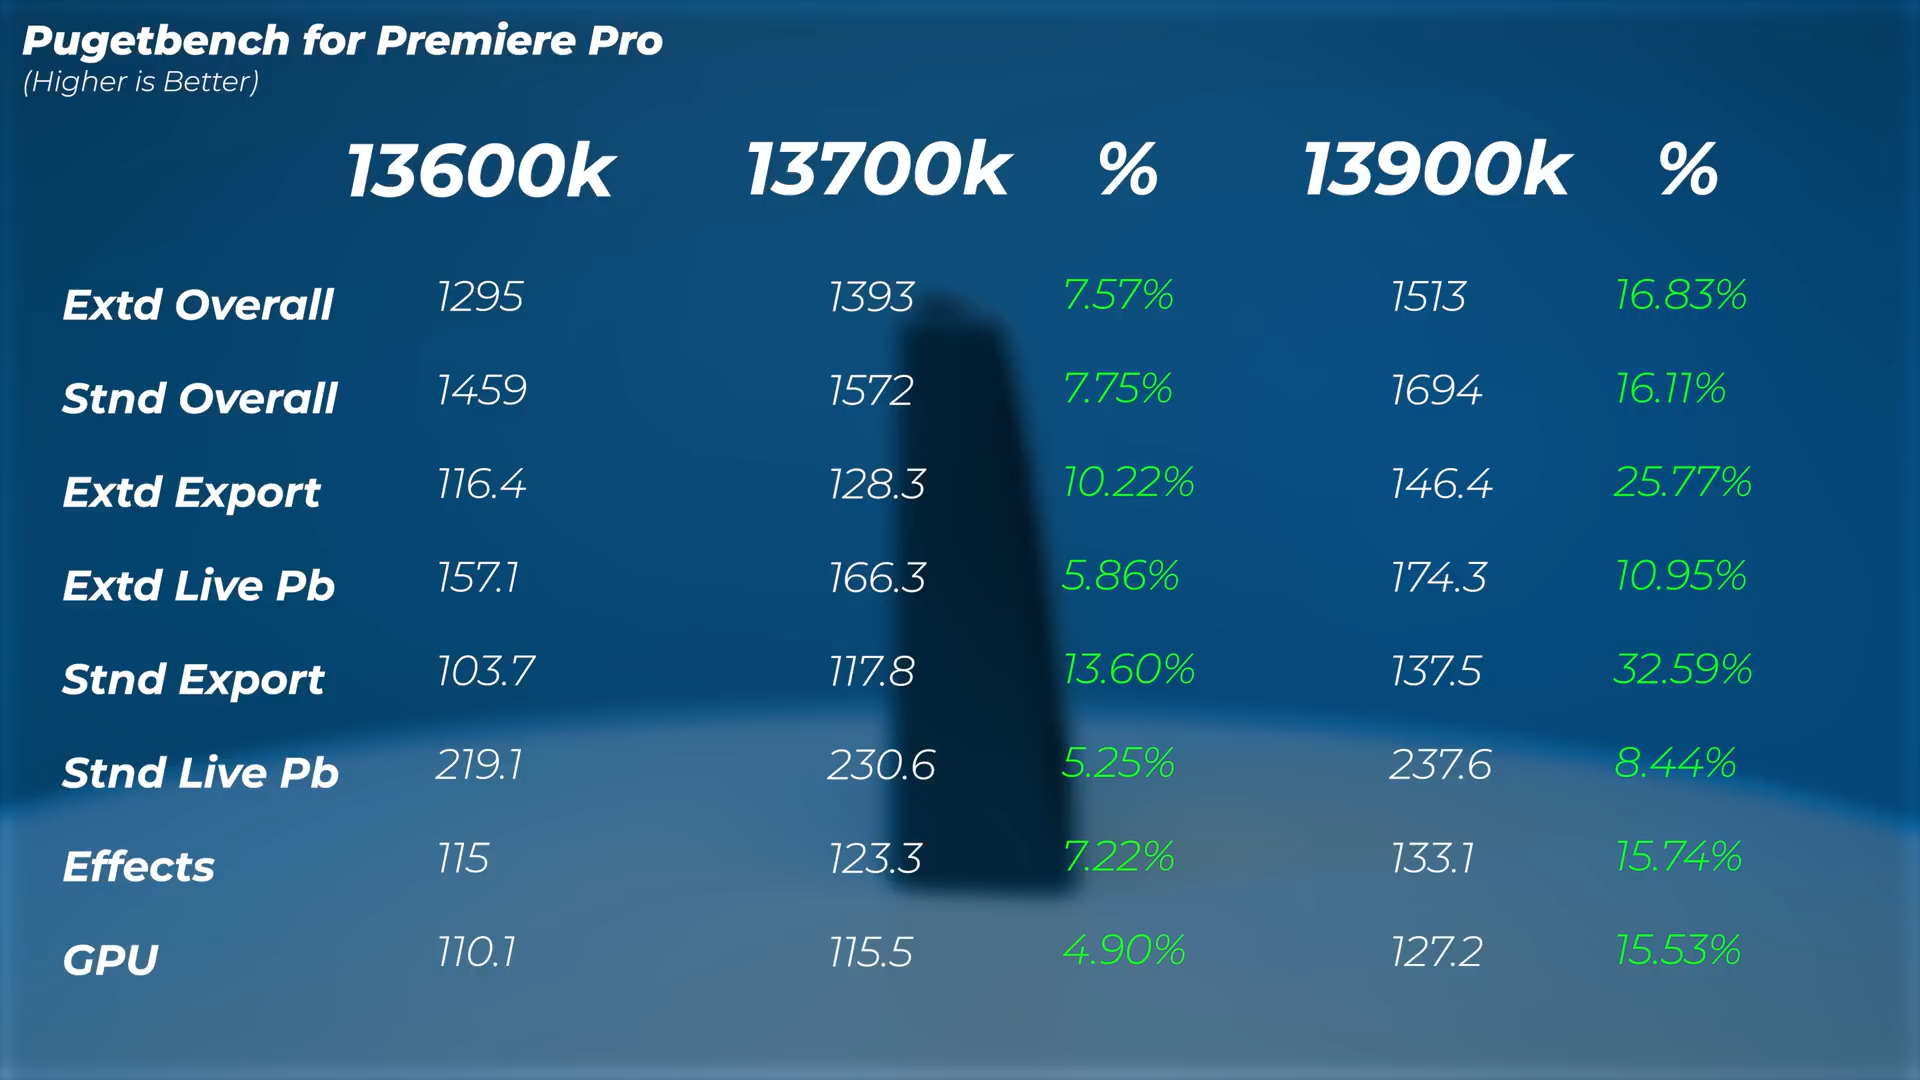 Pugetbench for Premiere Pro
(Higher is Better)
13600k 13700k % 13900k %
Extd Overall 1295 1393 7.57% 1513 16.83%
Stnd Overall 1459 1572 7.75% 1694 16.11%
Extd Export 116.4 128.3 10.22% 146.4 25.77%
Extd Live Pb 157.1 166.3 5.86% 174.3 10.95%
Stnd Export 103.7 117.8 13.60% 137.5 32.59%
Stnd Live Pb 219.1 230.6 5.25% 237.6 8.44%
Effects 115 123.3 7.22% 133.1 15.74%
GPU 110.1 115.5 4.90% 127.2 15.53%